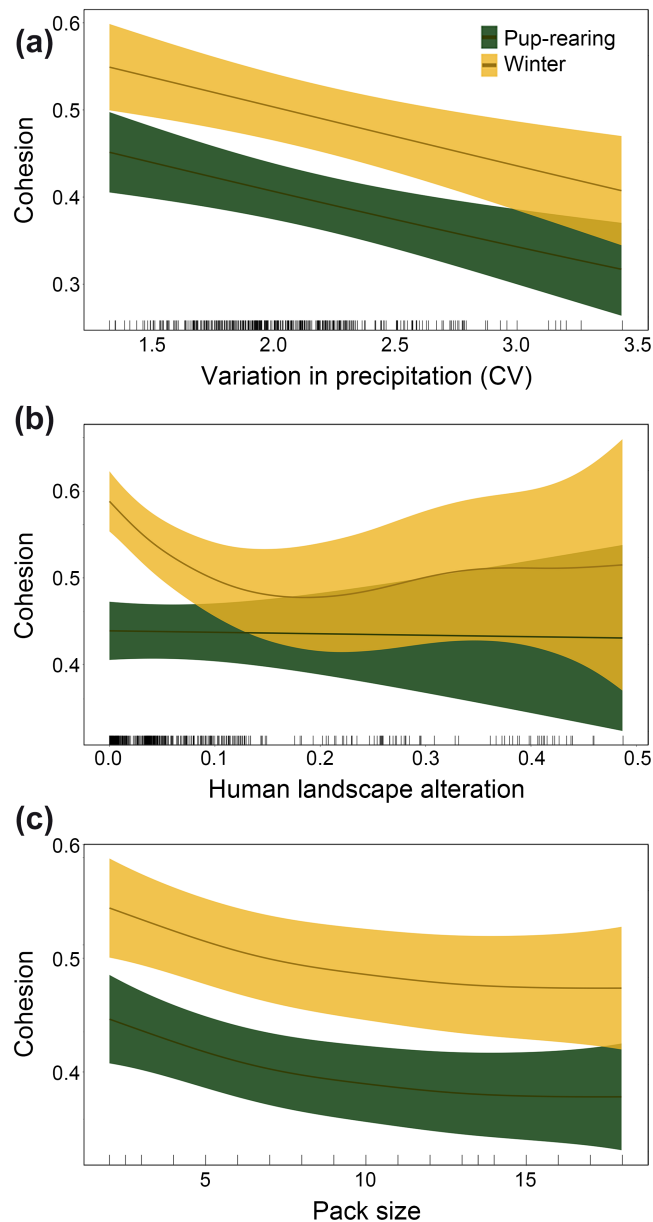 (a)
0.6
0.5
0.4
0.3
Cohesion
Pup-rearing
Winter
1.5 2.0 2.5 3.0 3.5
Variation in precipitation (CV)
(b)
0.6
0.5
0.4
Cohesion
0.0 0.1 0.2 0.3 0.4 0.5
Human landscape alteration
(c)
0.6
0.5
0.4
Cohesion
5 10 15
Pack size